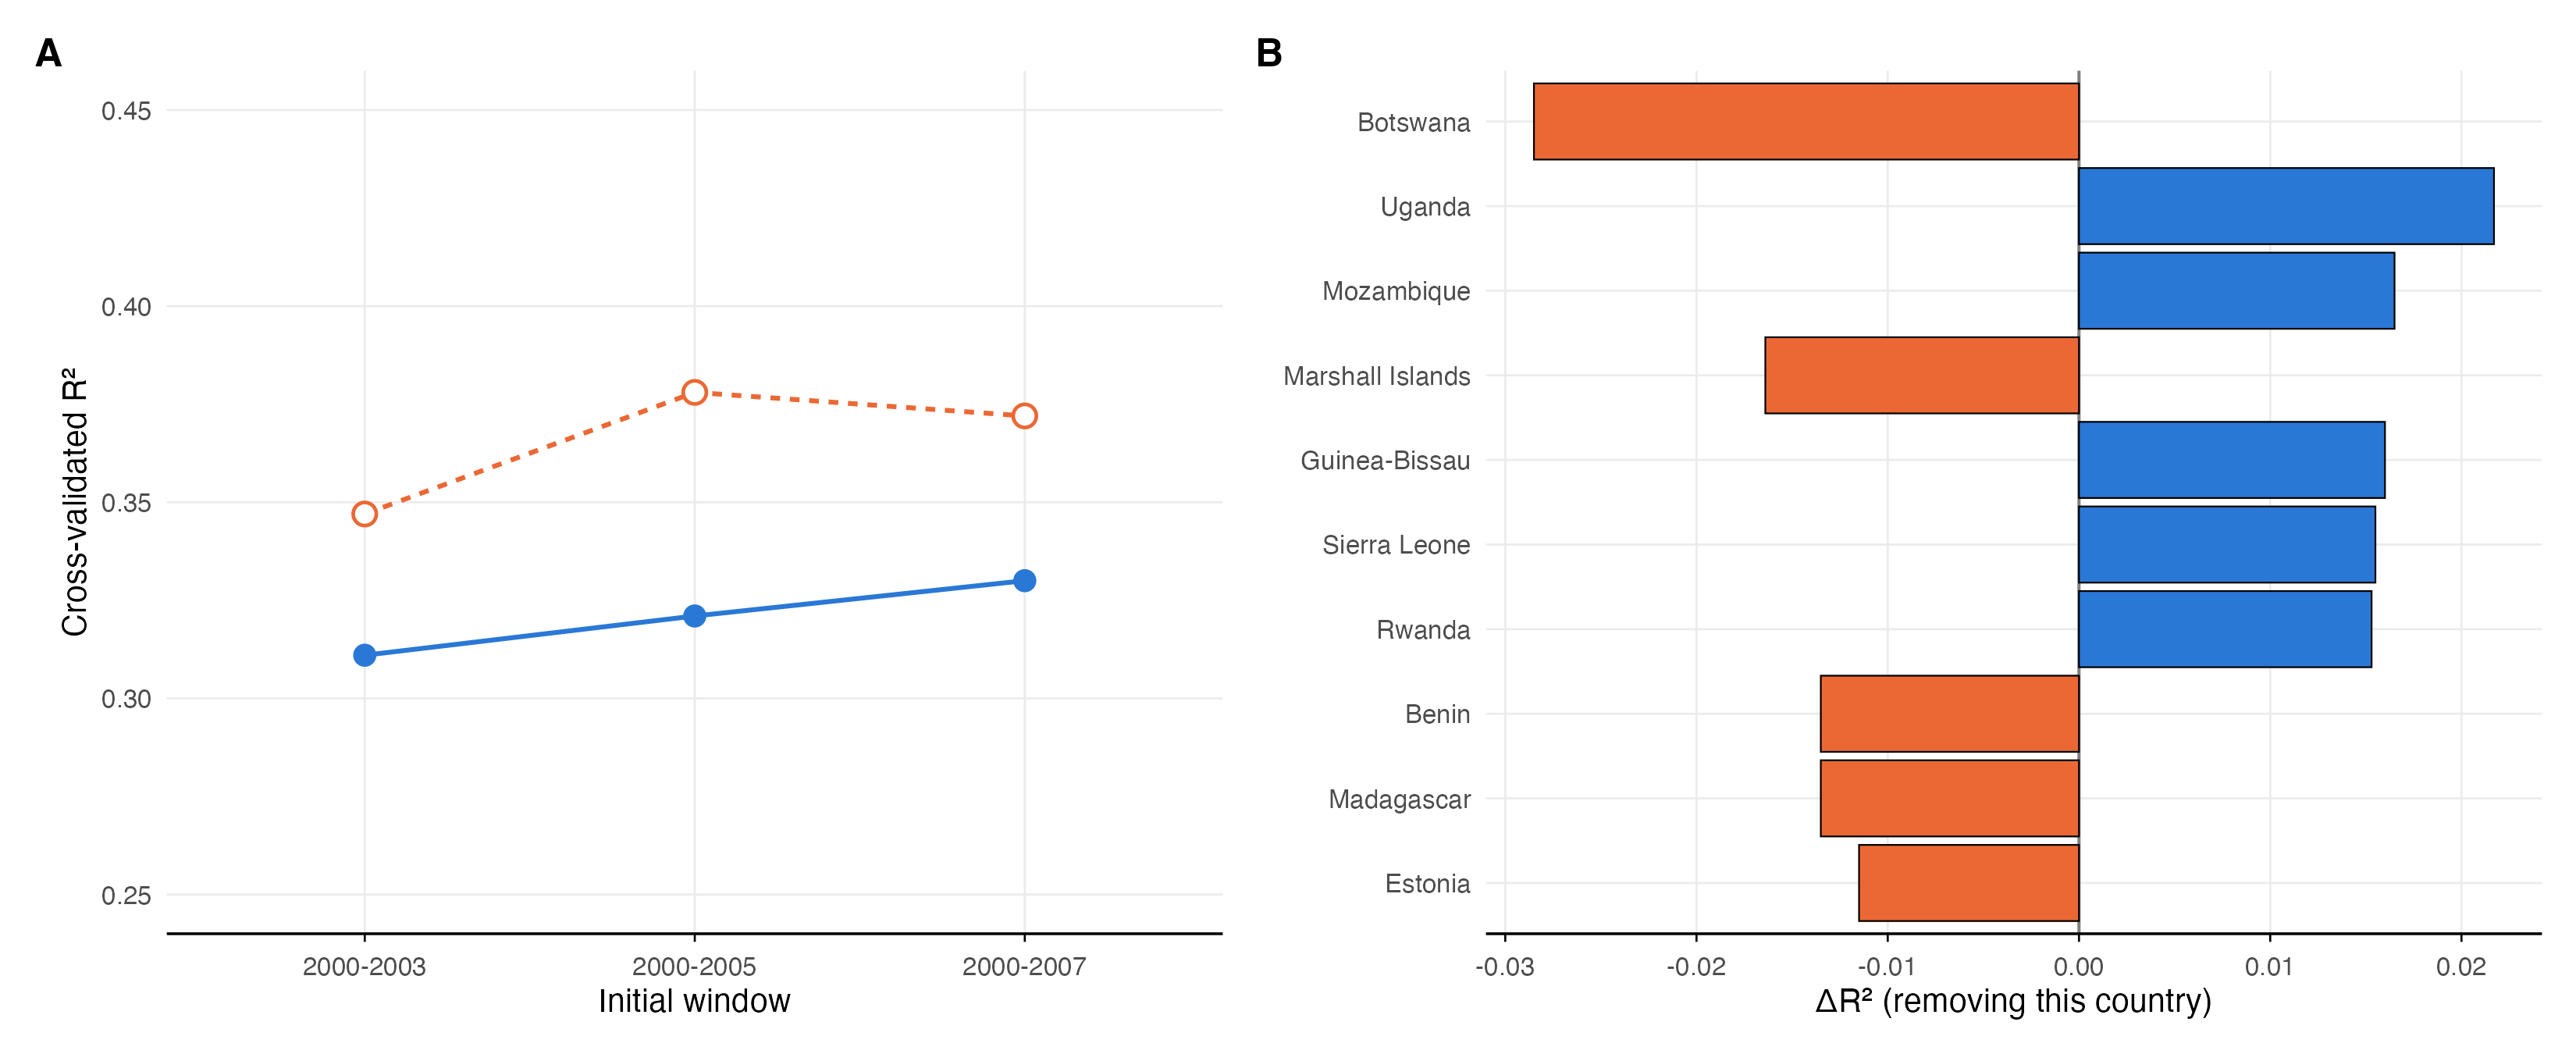 A
0.45
0.40
0.35
0.30
0.25
Cross-validated R²
2000-2003
2000-2005
2000-2007
Initial window
B
Botswana
Uganda
Mozambique
Marshall Islands
Guinea-Bissau
Sierra Leone
Rwanda
Benin
Madagascar
Estonia
-0.03
-0.02
-0.01
0.00
0.01
0.02
ΔR² (removing this country)